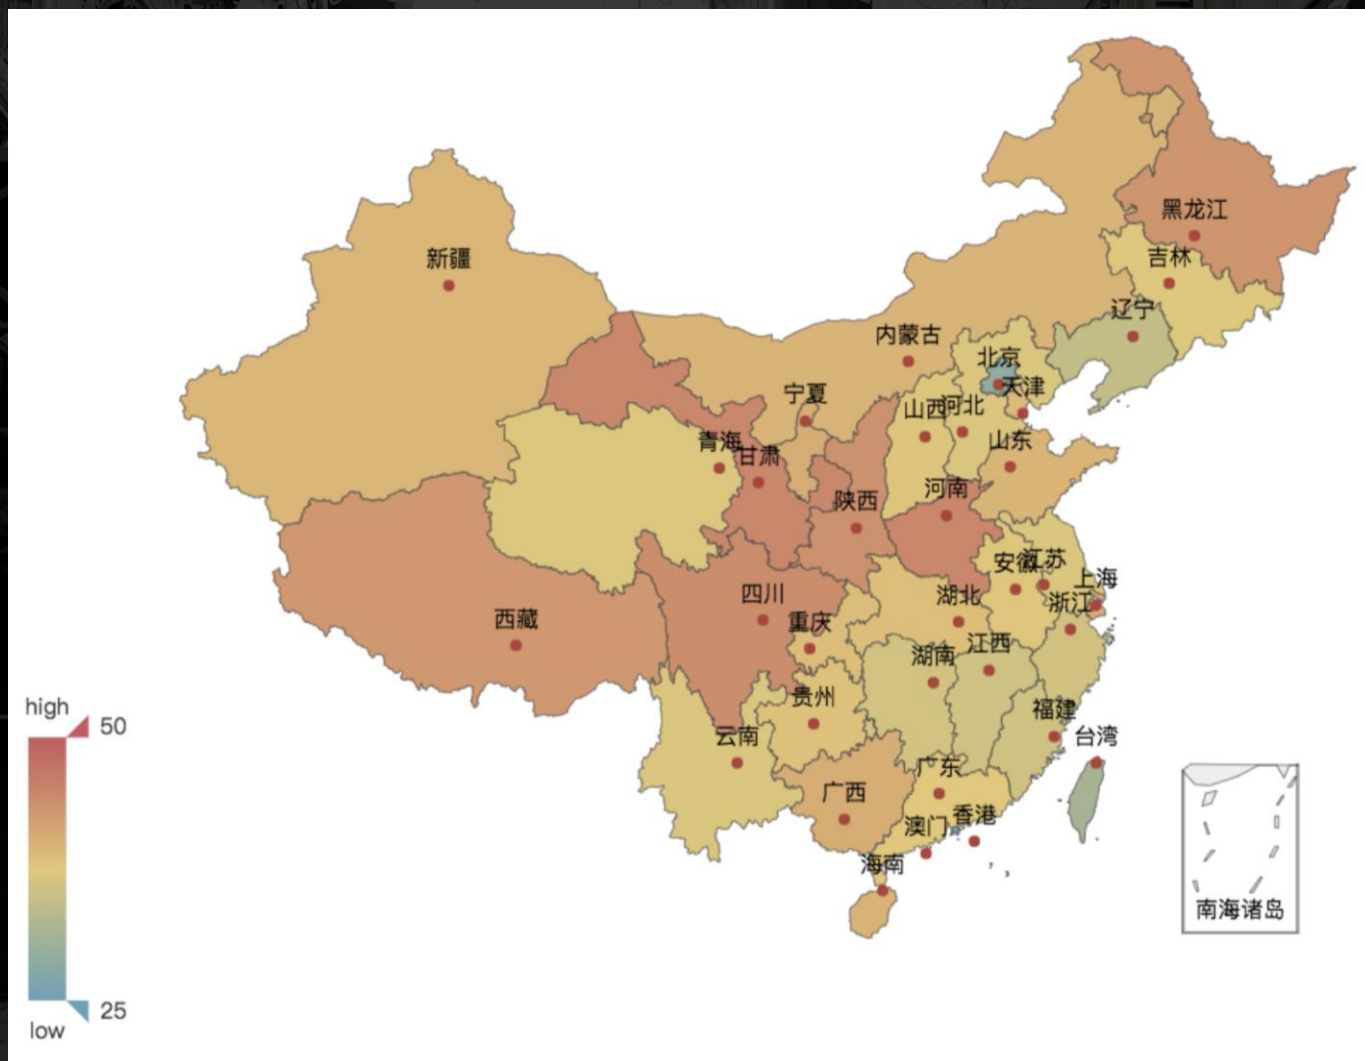 黑龙江
吉林
新疆
辽宁
内蒙古
北京
天津
宁夏
山西
河北
青海
甘肃
山东
陕西
河南
安徽
江苏
上海
四川
湖北
浙江
西藏
重庆
湖南
江西
贵州
福建
high
50
云南
台湾
广东
广西
香港
澳门
海南
南海诸岛
25
low